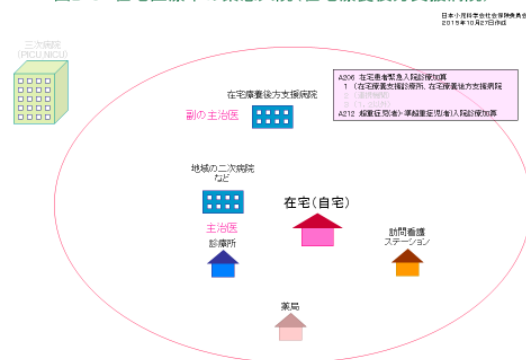 日本小児科学会社会保険委員会
2015年10月27日作成
三次病院
(PICU,NICU)
A206 在宅患者緊急入院診療加算
1 (在宅療養支援診療所, 在宅療養後方支援病院
A212 超重症児(者)・準超重症児(者)入院診療加算
在宅療養後方支援病院
副の主治医
地域の二次病院
など
主治医
診療所
在宅(自宅)
訪問看護
ステーション
薬局